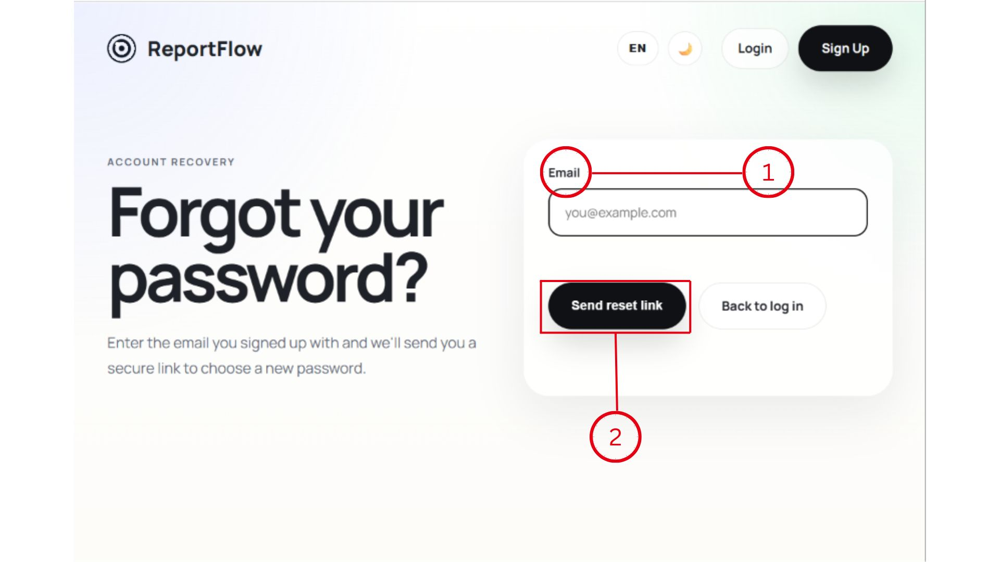 ReportFlow
EN
Login
Sign Up
ACCOUNT RECOVERY
Forgot your
password?
Enter the email you signed up with and we'll send you a
secure link to choose a new password.
Email
1
you@example.com
Send reset link
Back to log in
2